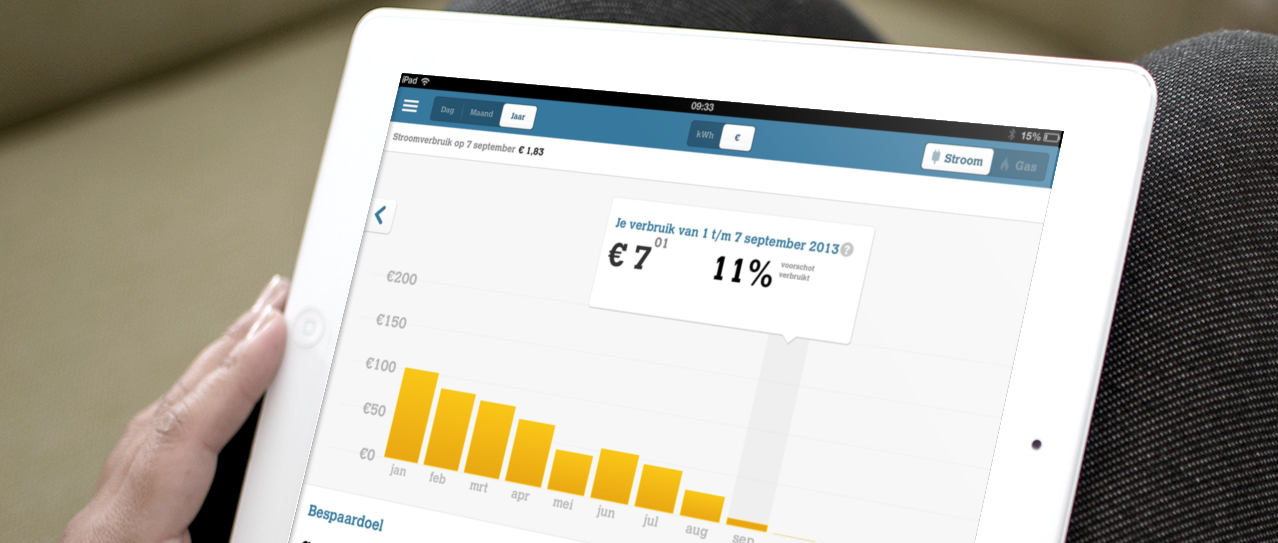 iPad 09:33 15%
Dag Maand Jaar kWh € Stroom Gas
Stroomverbruik op 7 september € 1,83
Je verbruik van 1 t/m 7 september 2013 ?
€ 7 01 11% voorschot
verbruikt
€200
€150
€100
€50
€0
jan feb mrt apr mei jun jul aug sep
Bespaardoel